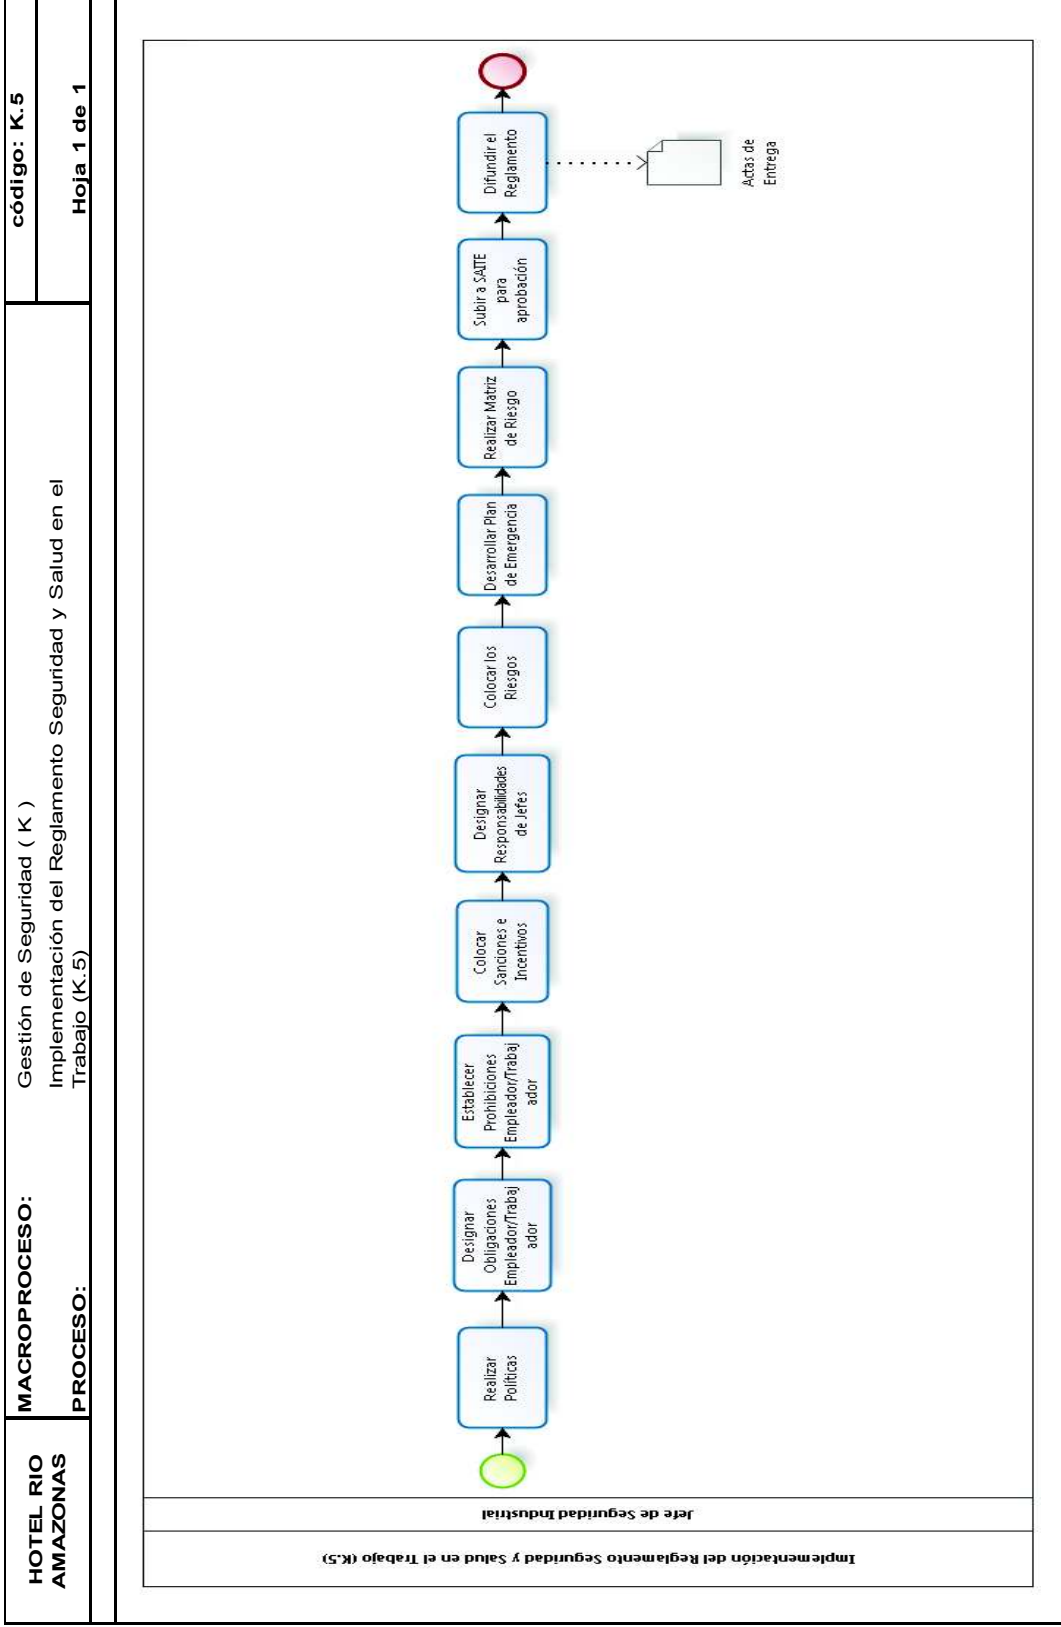 HOTEL RIO
AMAZONAS
MACROPROCESO:
Gestión de Seguridad ( K )
código: K.5
PROCESO:
Implementación del Reglamento Seguridad y Salud en el
Trabajo (K.5)
Hoja 1 de 1
Implementación del Reglamento Seguridad y Salud en el Trabajo (K.5)
Jefe de Seguridad Industrial
Realizar
Políticas
Designar
Obligaciones
Empleador/Trabaj
ador
Establecer
Prohibiciones
Empleador/Trabaj
ador
Colocar
Sanciones e
Incentivos
Designar
Responsabilidades
de Jefes
Colocar los
Riesgos
Desarrollar Plan
de Emergencia
Realizar Matriz
de Riesgo
Subir a SAITE
para
aprobación
Difundir el
Reglamento
Actas de
Entrega